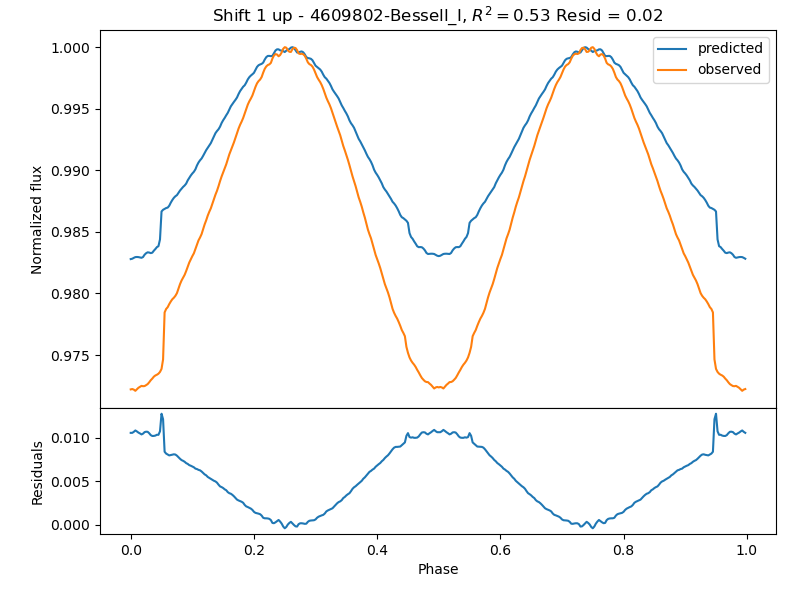 Shift 1 up - 4609802-Bessell_I, R² = 0.53 Resid = 0.02
predicted
observed
Normalized flux
1.000
0.995
0.990
0.985
0.980
0.975
Residuals
0.010
0.005
0.000
0.0 0.2 0.4 0.6 0.8 1.0
Phase